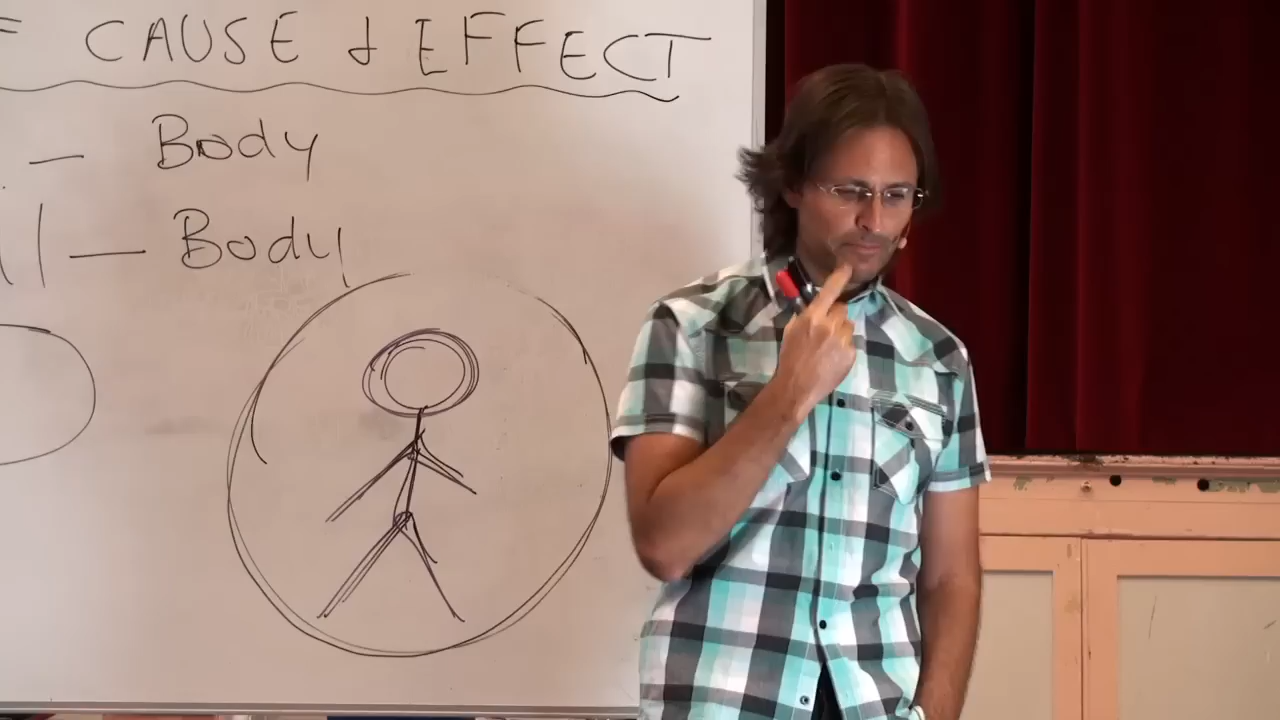 = CAUSE & EFFECT
— Body
— Body